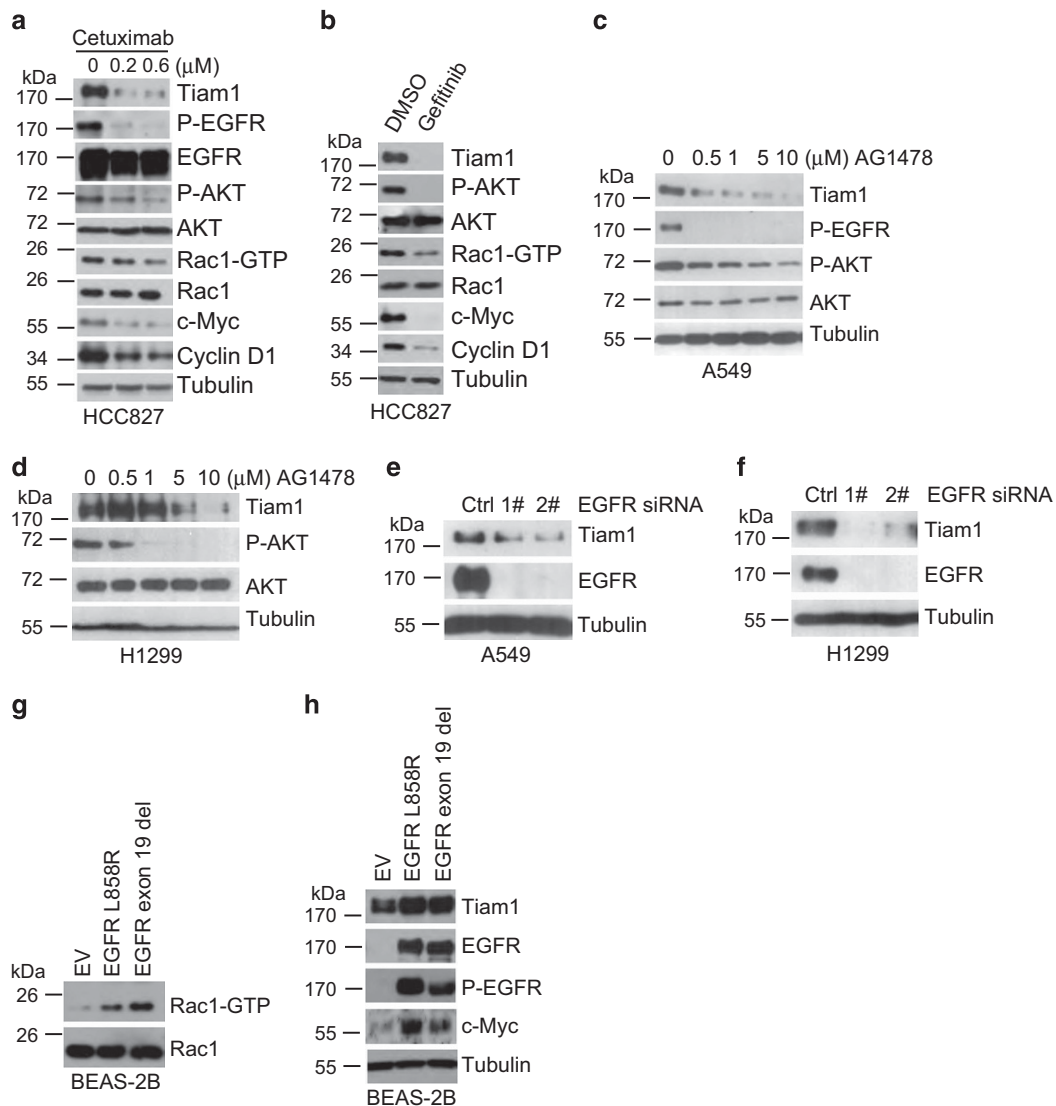 a
Cetuximab
0 0.2 0.6 (μM)
kDa
170 Tiam1
170 P-EGFR
170 EGFR
72 P-AKT
72 AKT
26 Rac1-GTP
26 Rac1
55 c-Myc
34 Cyclin D1
55 Tubulin
HCC827
b
DMSO Gefitinib
kDa
170 Tiam1
72 P-AKT
72 AKT
26 Rac1-GTP
26 Rac1
55 c-Myc
34 Cyclin D1
55 Tubulin
HCC827
c
0 0.5 1 5 10 (μM) AG1478
kDa
170 Tiam1
170 P-EGFR
72 P-AKT
72 AKT
55 Tubulin
A549
d
0 0.5 1 5 10 (μM) AG1478
kDa
170 Tiam1
72 P-AKT
72 AKT
55 Tubulin
H1299
e
Ctrl 1# 2# EGFR siRNA
kDa
170 Tiam1
170 EGFR
55 Tubulin
A549
f
Ctrl 1# 2# EGFR siRNA
kDa
170 Tiam1
170 EGFR
55 Tubulin
H1299
g
EV EGFR L858R EGFR exon 19 del
kDa
26 Rac1-GTP
26 Rac1
BEAS-2B
h
EV EGFR L858R EGFR exon 19 del
kDa
170 Tiam1
170 EGFR
170 P-EGFR
55 c-Myc
55 Tubulin
BEAS-2B